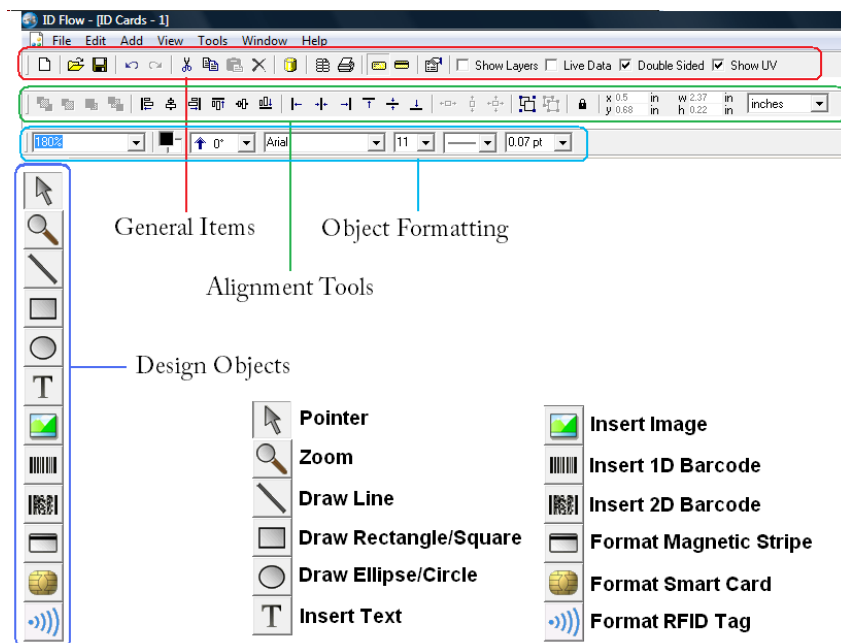 ID Flow - [ID Cards - 1]
File Edit Add View Tools Window Help
Show Layers Live Data Double Sided Show UV
x 0.5 in w 2.37 in inches
y 0.68 in h 0.22 in
180% 0° Arial 11 0.07 pt
General Items Object Formatting
Alignment Tools
Design Objects
T
Pointer
Zoom
Draw Line
Draw Rectangle/Square
Draw Ellipse/Circle
T Insert Text
Insert Image
Insert 1D Barcode
Insert 2D Barcode
Format Magnetic Stripe
Format Smart Card
Format RFID Tag